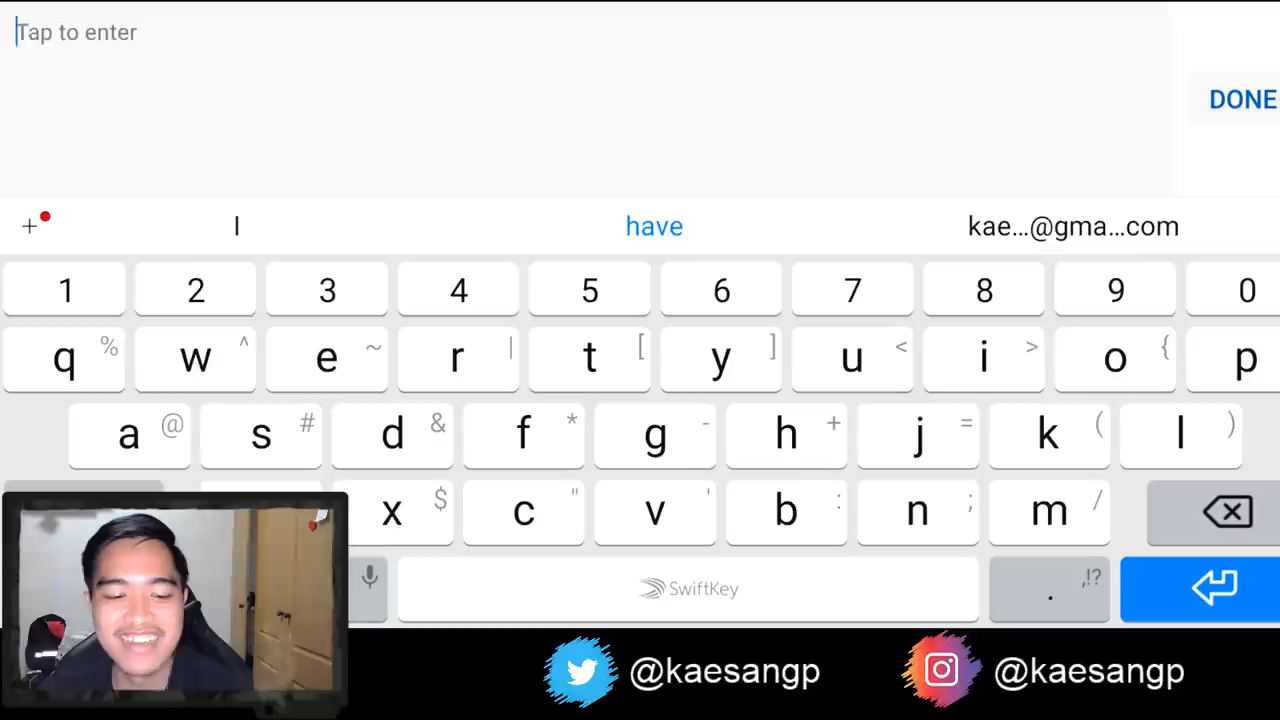 Tap to enter
DONE
I have kae...@gma...com
1 2 3 4 5 6 7 8 9 0
q % w ^ e ~ r | t [ y ] u < i > o { p
a @ s # d & f * g - h + j = k ( l )
x $ c " v ' b : n ; m /
SwiftKey . ,!?
@kaesangp @kaesangp